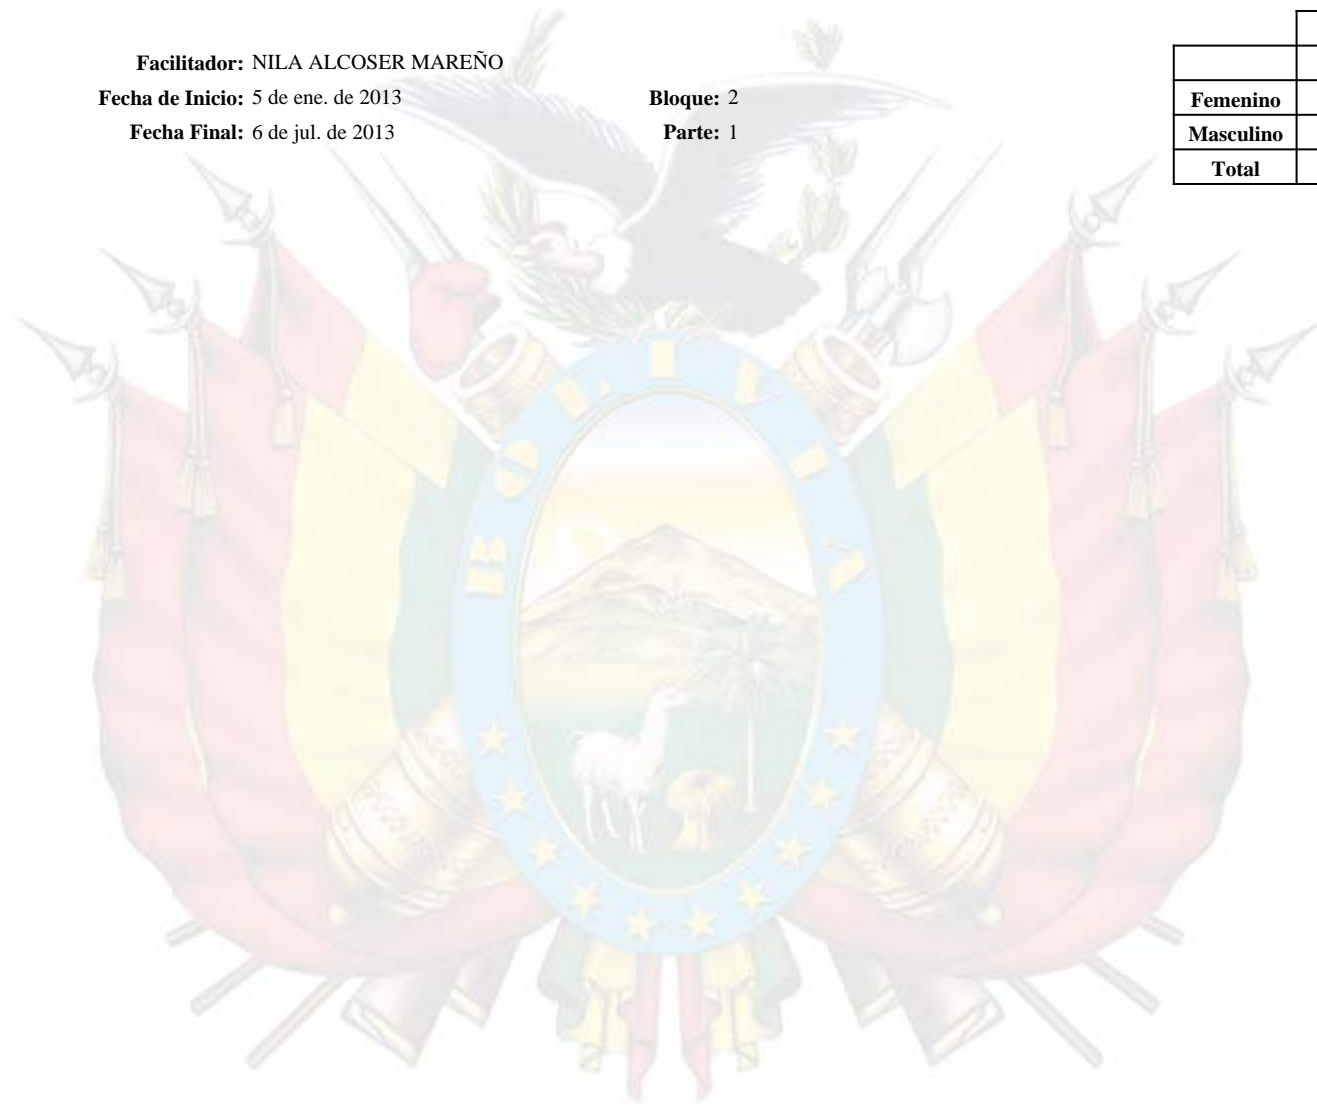 Facilitador: NILA ALCOSER MAREÑO
Fecha de Inicio: 5 de ene. de 2013 Bloque: 2
Fecha Final: 6 de jul. de 2013 Parte: 1
Femenino
Masculino
Total
BOLIVIA